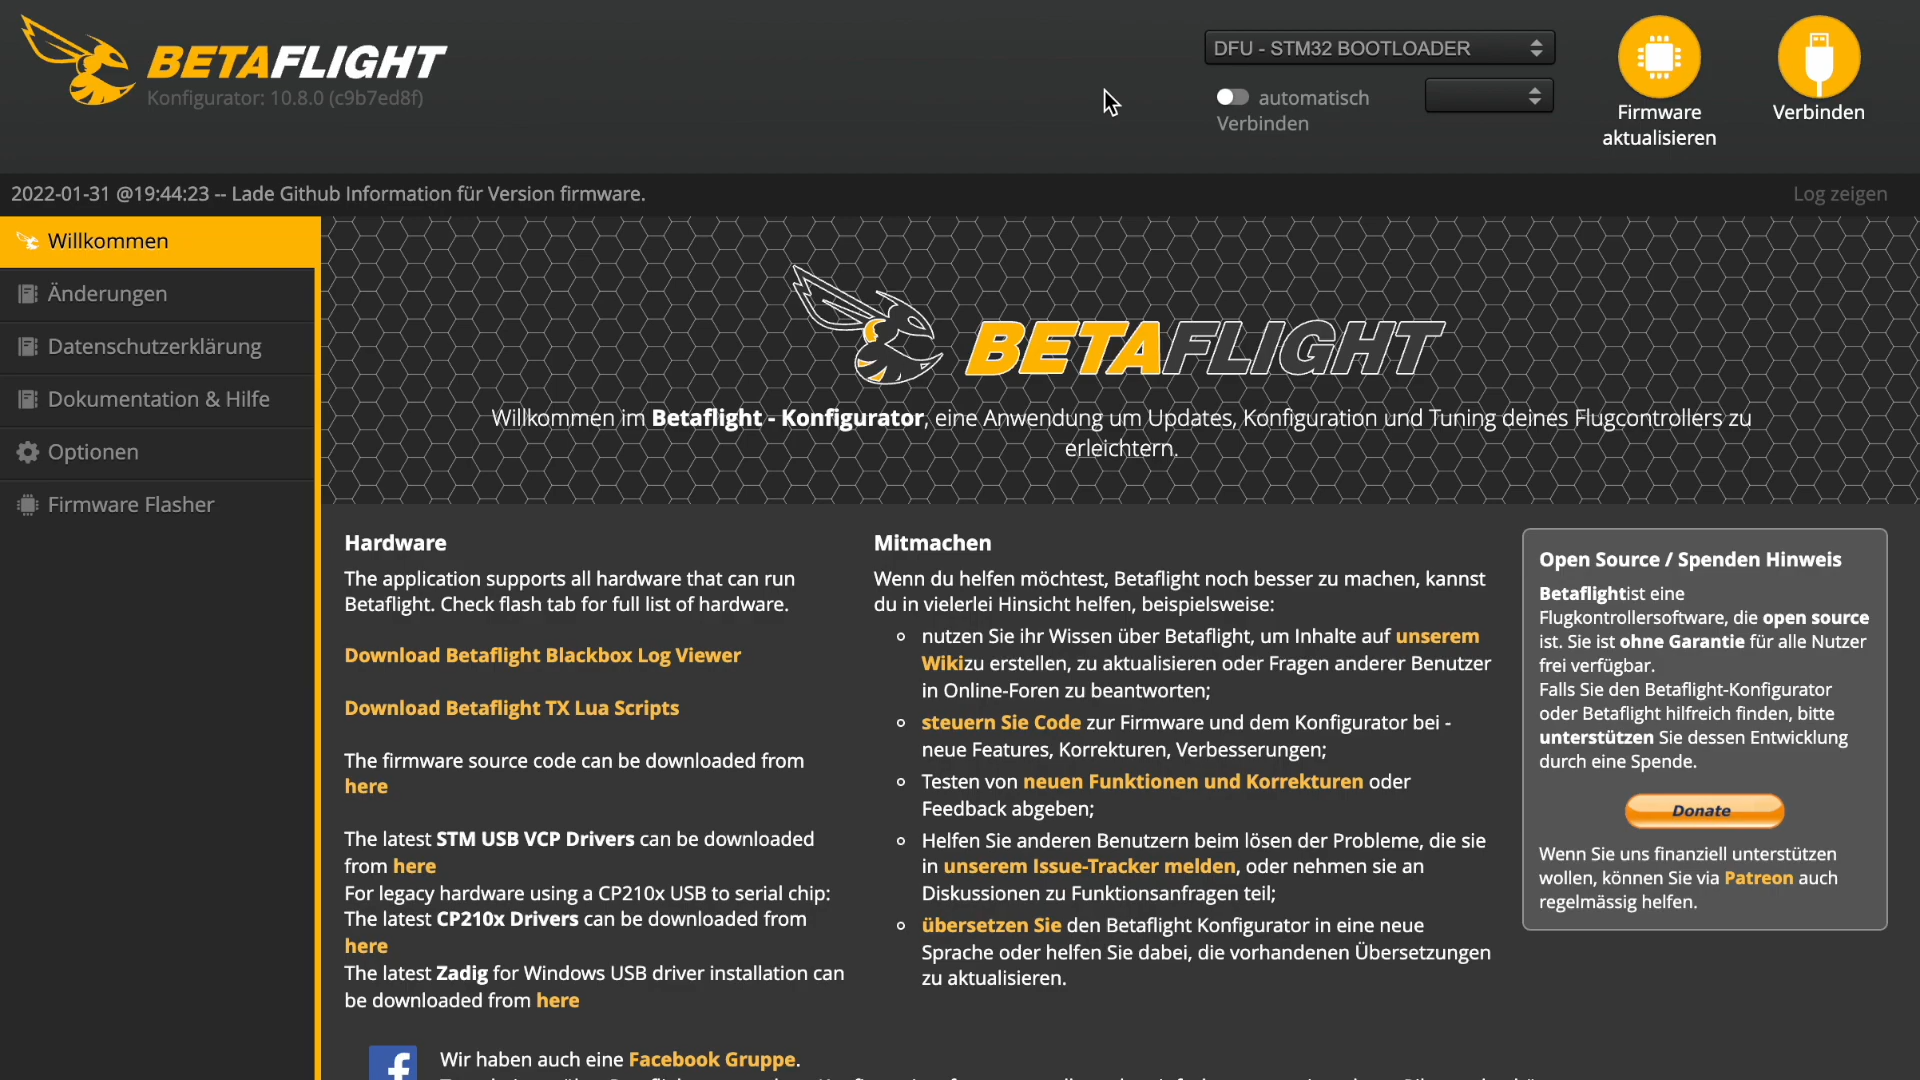 BETAFLIGHT
Konfigurator: 10.8.0 (c9b7ed8f)
DFU - STM32 BOOTLOADER
automatisch
Verbinden
Firmware
aktualisieren
Verbinden
2022-01-31 @19:44:23 -- Lade Github Information für Version firmware.
Log zeigen
Willkommen
Änderungen
Datenschutzerklärung
Dokumentation & Hilfe
Optionen
Firmware Flasher
BETAFLIGHT
Willkommen im Betaflight - Konfigurator, eine Anwendung um Updates, Konfiguration und Tuning deines Flugcontrollers zu
erleichtern.
Hardware
The application supports all hardware that can run
Betaflight. Check flash tab for full list of hardware.
Download Betaflight Blackbox Log Viewer
Download Betaflight TX Lua Scripts
The firmware source code can be downloaded from
here
The latest STM USB VCP Drivers can be downloaded
from here
For legacy hardware using a CP210x USB to serial chip:
The latest CP210x Drivers can be downloaded from
here
The latest Zadig for Windows USB driver installation can
be downloaded from here
Mitmachen
Wenn du helfen möchtest, Betaflight noch besser zu machen, kannst
du in vielerlei Hinsicht helfen, beispielsweise:
nutzen Sie ihr Wissen über Betaflight, um Inhalte auf unserem
Wikizu erstellen, zu aktualisieren oder Fragen anderer Benutzer
in Online-Foren zu beantworten;
steuern Sie Code zur Firmware und dem Konfigurator bei -
neue Features, Korrekturen, Verbesserungen;
Testen von neuen Funktionen und Korrekturen oder
Feedback abgeben;
Helfen Sie anderen Benutzern beim lösen der Probleme, die sie
in unserem Issue-Tracker melden, oder nehmen sie an
Diskussionen zu Funktionsanfragen teil;
übersetzen Sie den Betaflight Konfigurator in eine neue
Sprache oder helfen Sie dabei, die vorhandenen Übersetzungen
zu aktualisieren.
Open Source / Spenden Hinweis
Betaflightist eine
Flugkontrollersoftware, die open source
ist. Sie ist ohne Garantie für alle Nutzer
frei verfügbar.
Falls Sie den Betaflight-Konfigurator
oder Betaflight hilfreich finden, bitte
unterstützen Sie dessen Entwicklung
durch eine Spende.
Donate
Wenn Sie uns finanziell unterstützen
wollen, können Sie via Patreon auch
regelmässig helfen.
Wir haben auch eine Facebook Gruppe.